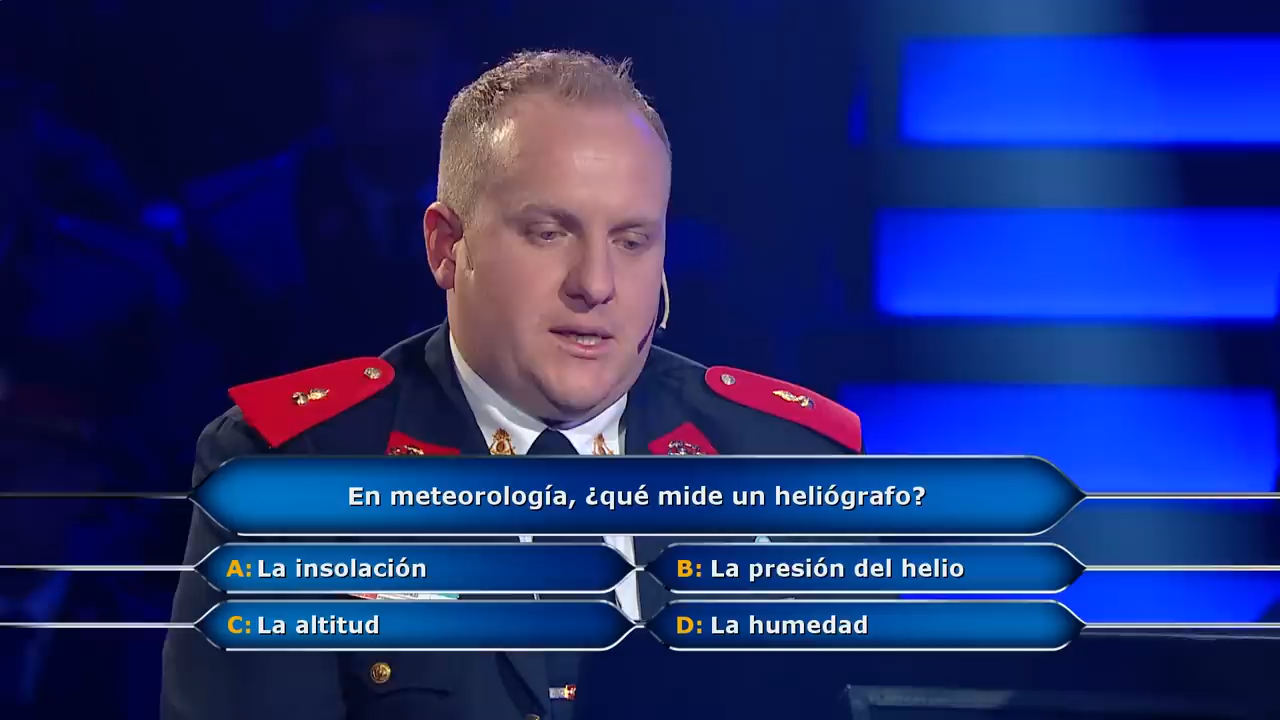 En meteorología, ¿qué mide un heliógrafo?
A: La insolación
B: La presión del helio
C: La altitud
D: La humedad